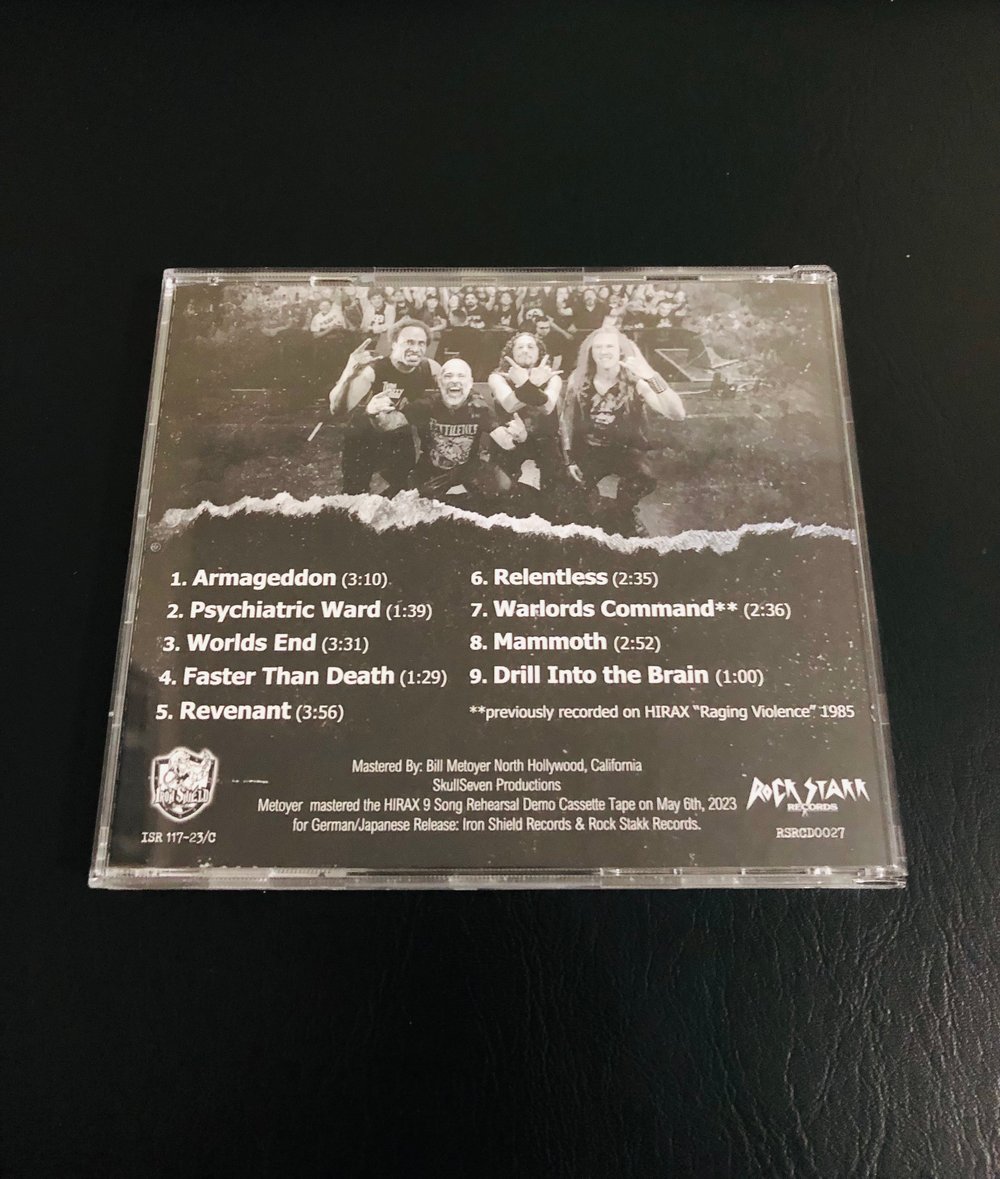 1. Armageddon (3:10)
2. Psychiatric Ward (1:39)
3. Worlds End (3:31)
4. Faster Than Death (1:29)
5. Revenant (3:56)
6. Relentless (2:35)
7. Warlords Command** (2:36)
8. Mammoth (2:52)
9. Drill Into the Brain (1:00)
**previously recorded on HIRAX "Raging Violence" 1985
Mastered By: Bill Metoyer North Hollywood, California
SkullSeven Productions
Metoyer mastered the HIRAX 9 Song Rehearsal Demo Cassette Tape on May 6th, 2023
for German/Japanese Release: Iron Shield Records & Rock Stakk Records.
Iron Shield
ISR 117-23/C
Rock Stakk
RECORDS
RSRCD0027